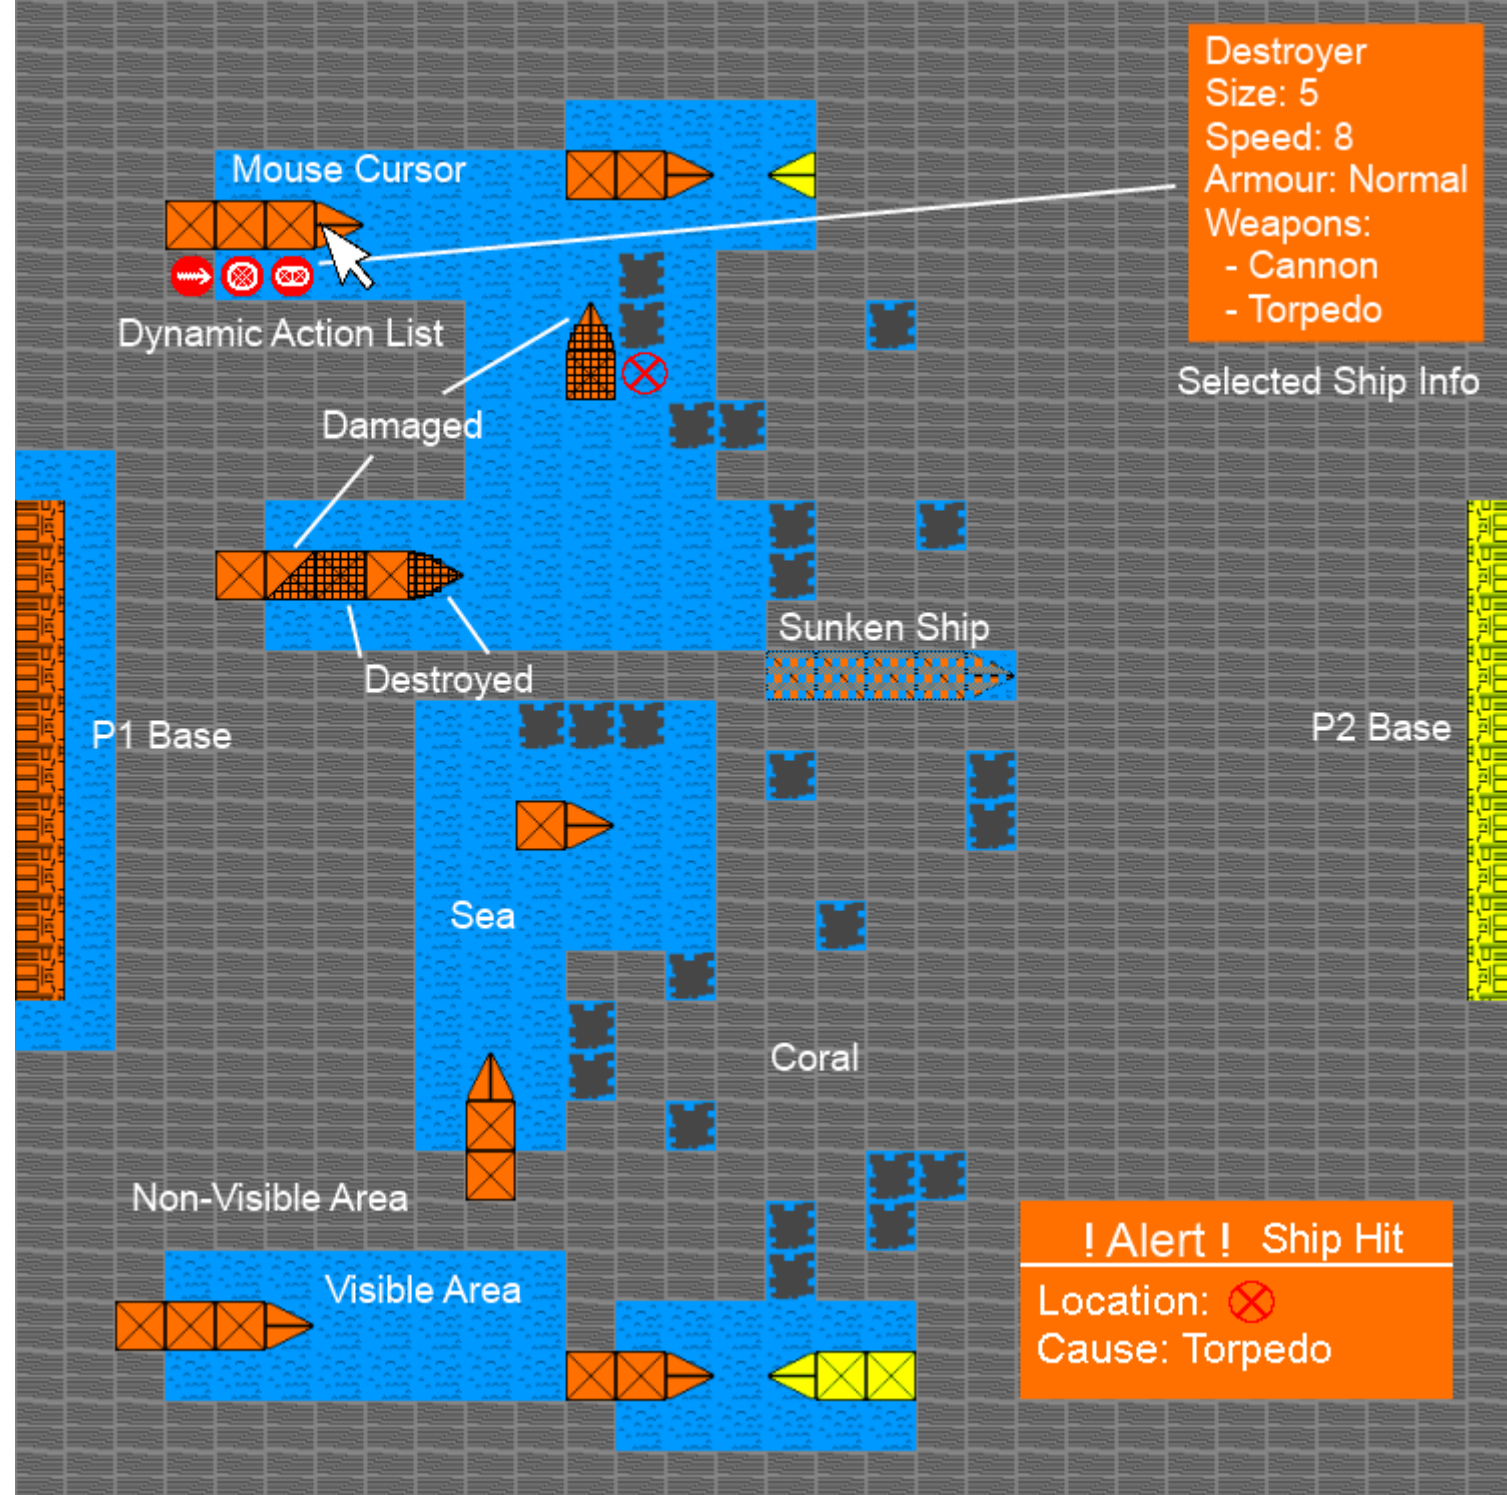 Destroyer
Size: 5
Speed: 8
Armour: Normal
Weapons:
- Cannon
- Torpedo
Selected Ship Info
Mouse Cursor
Dynamic Action List
Damaged
Destroyed
Sunken Ship
P1 Base
P2 Base
Sea
Coral
Non-Visible Area
Visible Area
! Alert ! Ship Hit
Location:
Cause: Torpedo